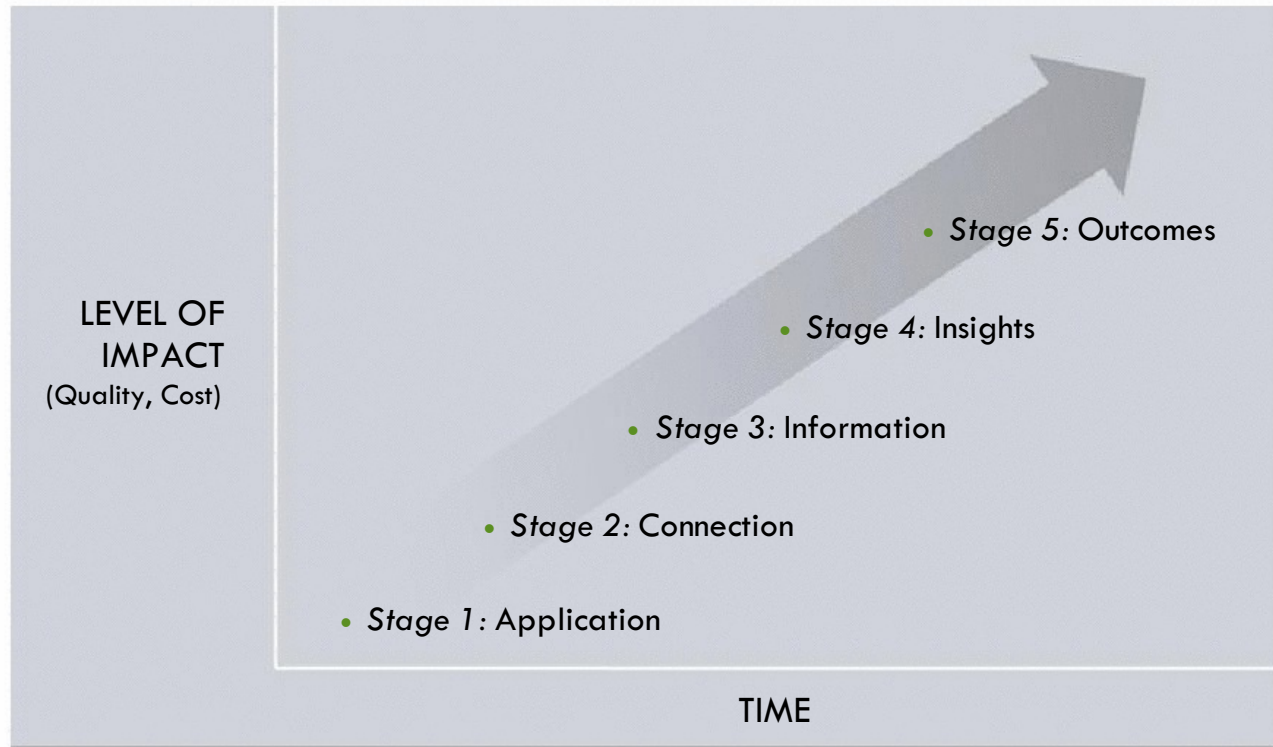 LEVEL OF
IMPACT
(Quality, Cost)
• Stage 5: Outcomes
• Stage 4: Insights
• Stage 3: Information
• Stage 2: Connection
• Stage 1: Application
TIME